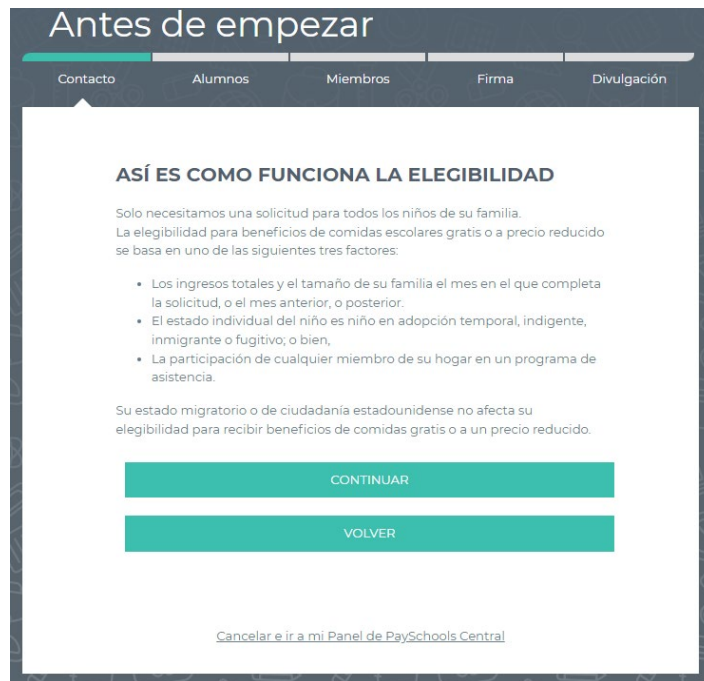 Antes de empezar
Contacto
Alumnos
Miembros
Firma
Divulgación
ASÍ ES COMO FUNCIONA LA ELEGIBILIDAD
Solo necesitamos una solicitud para todos los niños de su familia.
La elegibilidad para beneficios de comidas escolares gratis o a precio reducido
se basa en uno de las siguientes tres factores:
• Los ingresos totales y el tamaño de su familia el mes en el que completa
la solicitud, o el mes anterior, o posterior.
• El estado individual del niño es niño en adopción temporal, indigente,
inmigrante o fugitivo; o bien,
• La participación de cualquier miembro de su hogar en un programa de
asistencia.
Su estado migratorio o de ciudadanía estadounidense no afecta su
elegibilidad para recibir beneficios de comidas gratis o a un precio reducido.
CONTINUAR
VOLVER
Cancelar e ir a mi Panel de PaySchools Central